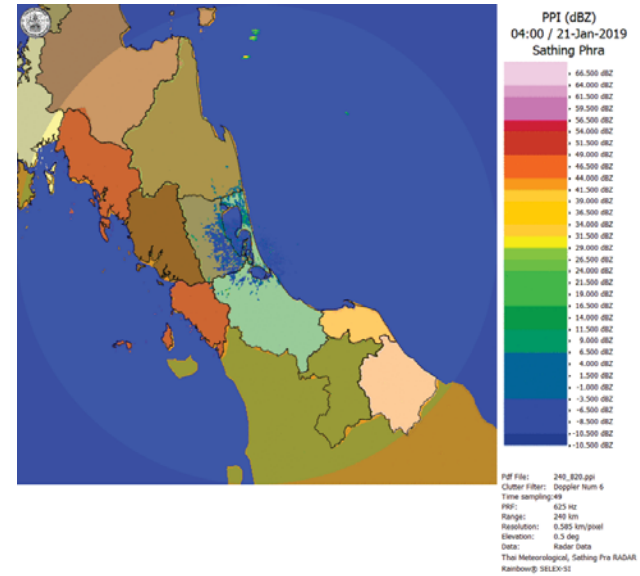 PPI (dBZ)
04:00 / 21-Jan-2019
Sathing Phra
66.500 dBZ
64.000 dBZ
61.500 dBZ
59.500 dBZ
56.500 dBZ
54.000 dBZ
51.500 dBZ
49.000 dBZ
46.500 dBZ
44.000 dBZ
41.500 dBZ
39.000 dBZ
36.500 dBZ
34.000 dBZ
31.500 dBZ
29.000 dBZ
26.500 dBZ
24.000 dBZ
21.500 dBZ
19.000 dBZ
16.500 dBZ
14.000 dBZ
11.500 dBZ
9.000 dBZ
6.500 dBZ
4.000 dBZ
1.500 dBZ
-1.000 dBZ
-3.500 dBZ
-6.500 dBZ
-8.500 dBZ
-10.500 dBZ
-10.500 dBZ
Pdf File: 240_820.ppi
Clutter Filter: Doppler Num 6
Time sampling:49
PRF: 625 Hz
Range: 240 km
Resolution: 0.585 km/pixel
Elevation: 0.5 deg
Data: Radar Data
Thai Meteorological, Sathing Pra RADAR
Rainbow® SELEX-SI